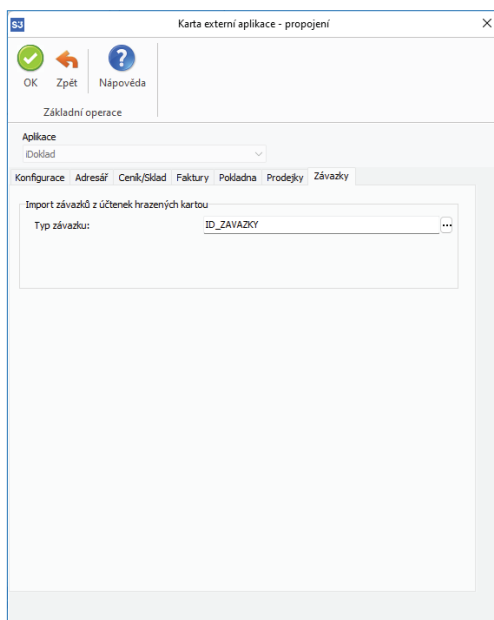 S3 Karta externí aplikace - propojení
OK Zpět Nápověda
Základní operace
Aplikace
iDoklad
Konfigurace Adresář Ceník/Sklad Faktury Pokladna Prodejky Závazky
Import závazků z účtenek hrazených kartou
Typ závazku: ID_ZAVAZKY ...